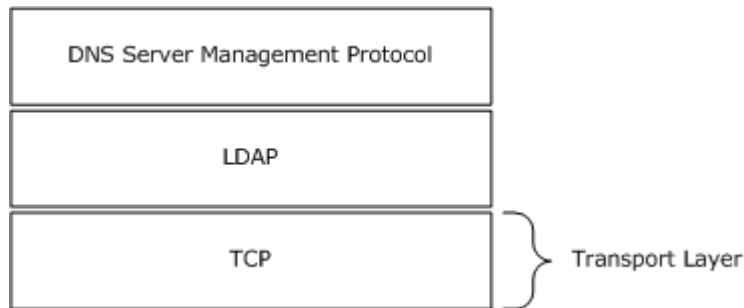 DNS Server Management Protocol
LDAP
TCP
Transport Layer